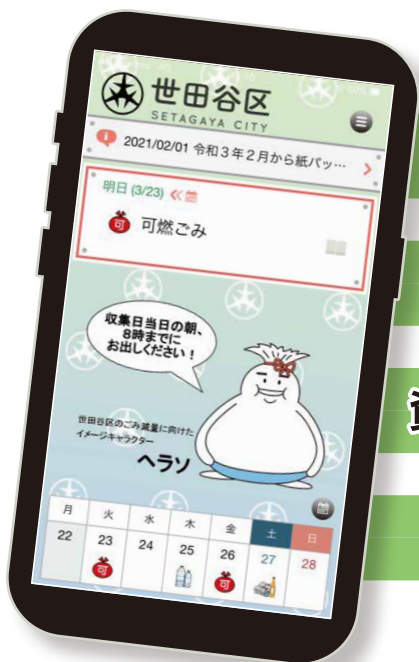 60%
世田谷区
SETAGAYA CITY
2021/02/01 令和3年2月から紙パッ…
明日 (3/23)
可燃ごみ
収集日当日の朝、
8時までに
お出しください！
世田谷区のごみ減量に向けた
イメージキャラクター
ヘラソ
月 火 水 木 金 土 日
22 23 24 25 26 27 28
可 可